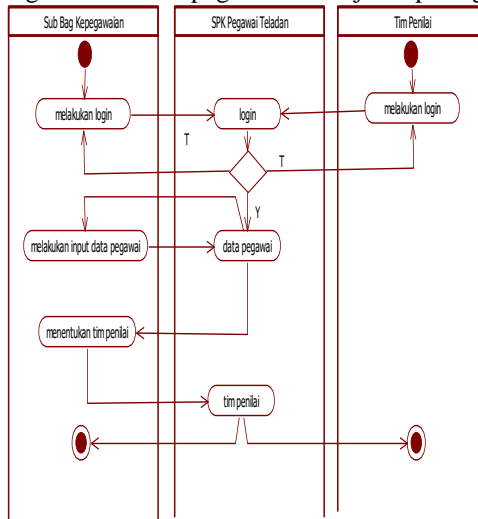 Sub Bag Kepegawaian
SPK Pegawai Teladan
Tim Penilai
melakukan login
login
melakukan login
T
T
Y
melakukan input data pegawai
data pegawai
menentukan tim penilai
tim penilai